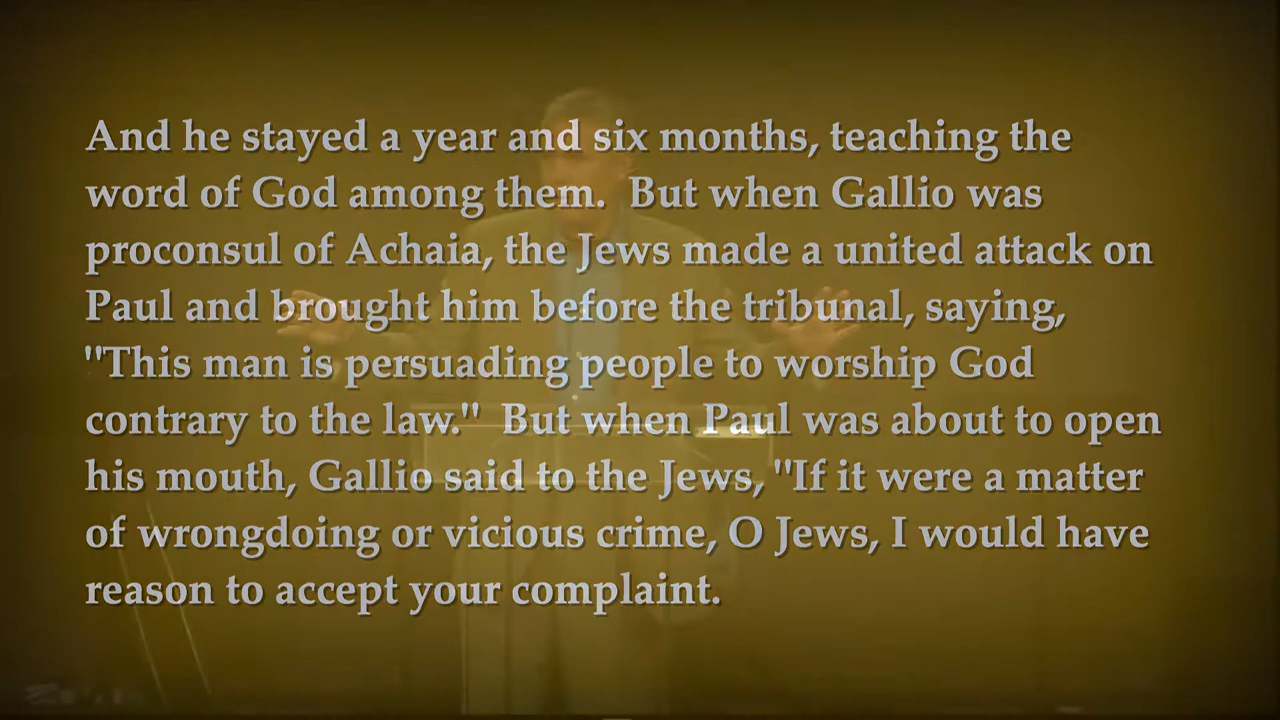 And he stayed a year and six months, teaching the
word of God among them.  But when Gallio was
proconsul of Achaia, the Jews made a united attack on
Paul and brought him before the tribunal, saying,
"This man is persuading people to worship God
contrary to the law."  But when Paul was about to open
his mouth, Gallio said to the Jews, "If it were a matter
of wrongdoing or vicious crime, O Jews, I would have
reason to accept your complaint.